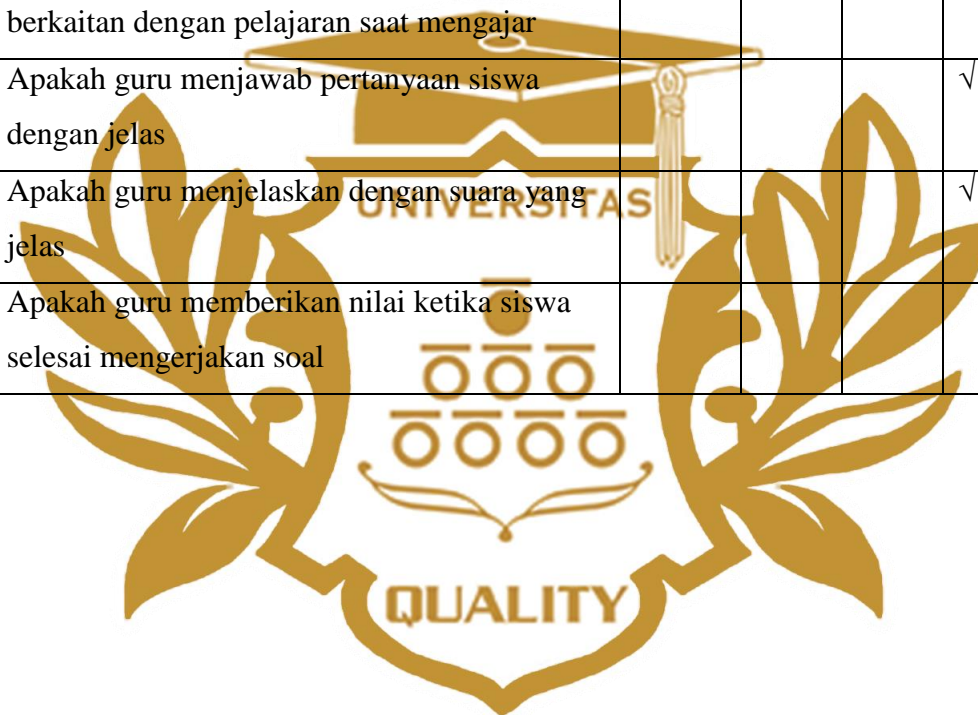 berkaitan dengan pelajaran saat mengajar
Apakah guru menjawab pertanyaan siswa √
dengan jelas
Apakah guru menjelaskan dengan suara yang √
jelas
UNIVERSITAS
Apakah guru memberikan nilai ketika siswa
selesai mengerjakan soal
QUALITY